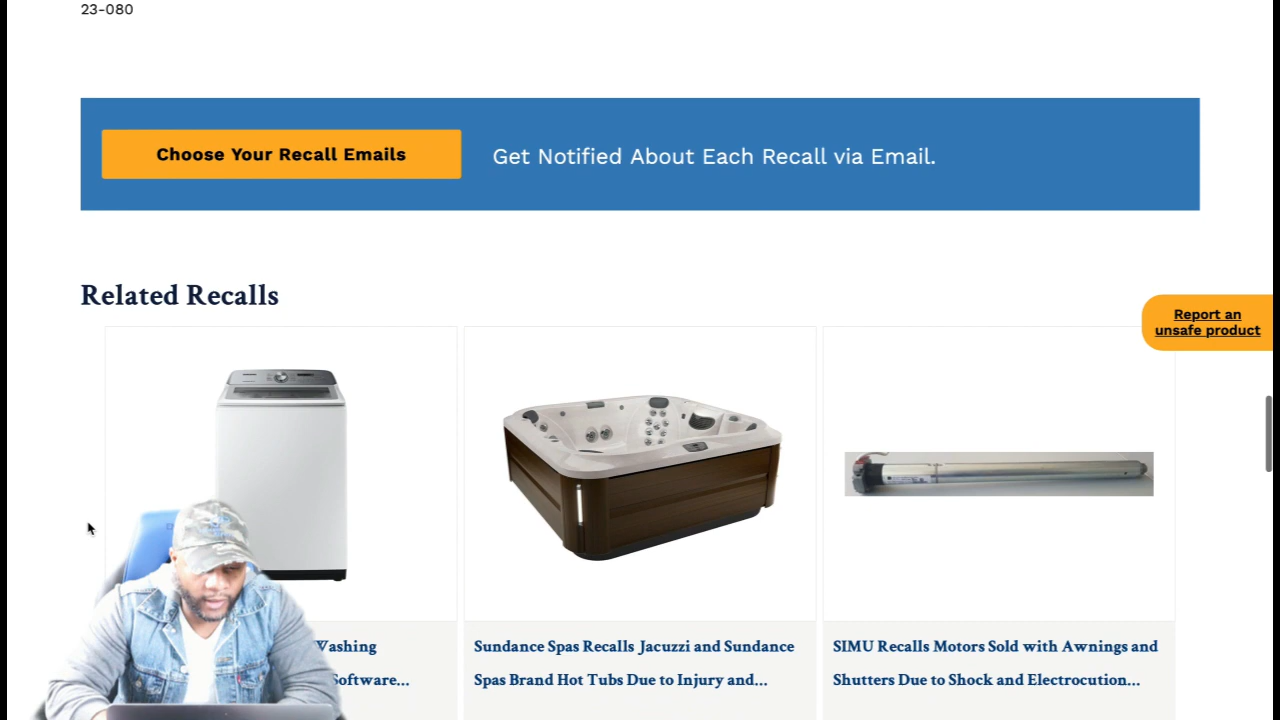 23-080
Choose Your Recall Emails
Get Notified About Each Recall via Email.
Related Recalls
Report an
unsafe product
Washing
Software...
Sundance Spas Recalls Jacuzzi and Sundance
Spas Brand Hot Tubs Due to Injury and...
SIMU Recalls Motors Sold with Awnings and
Shutters Due to Shock and Electrocution...